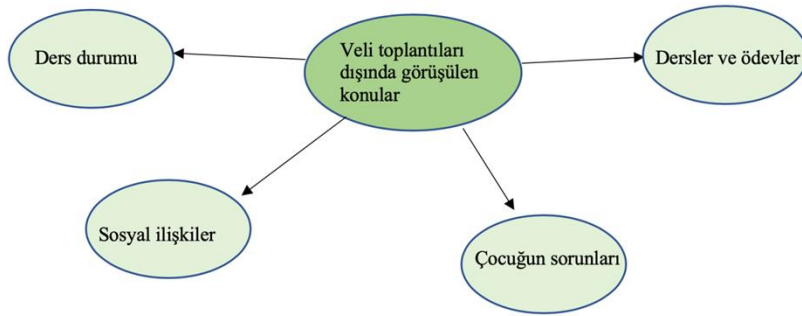 Ders durumu
Veli toplantıları
dışında görüşülen
konular
Dersler ve ödevler
Sosyal ilişkiler
Çocuğun sorunları